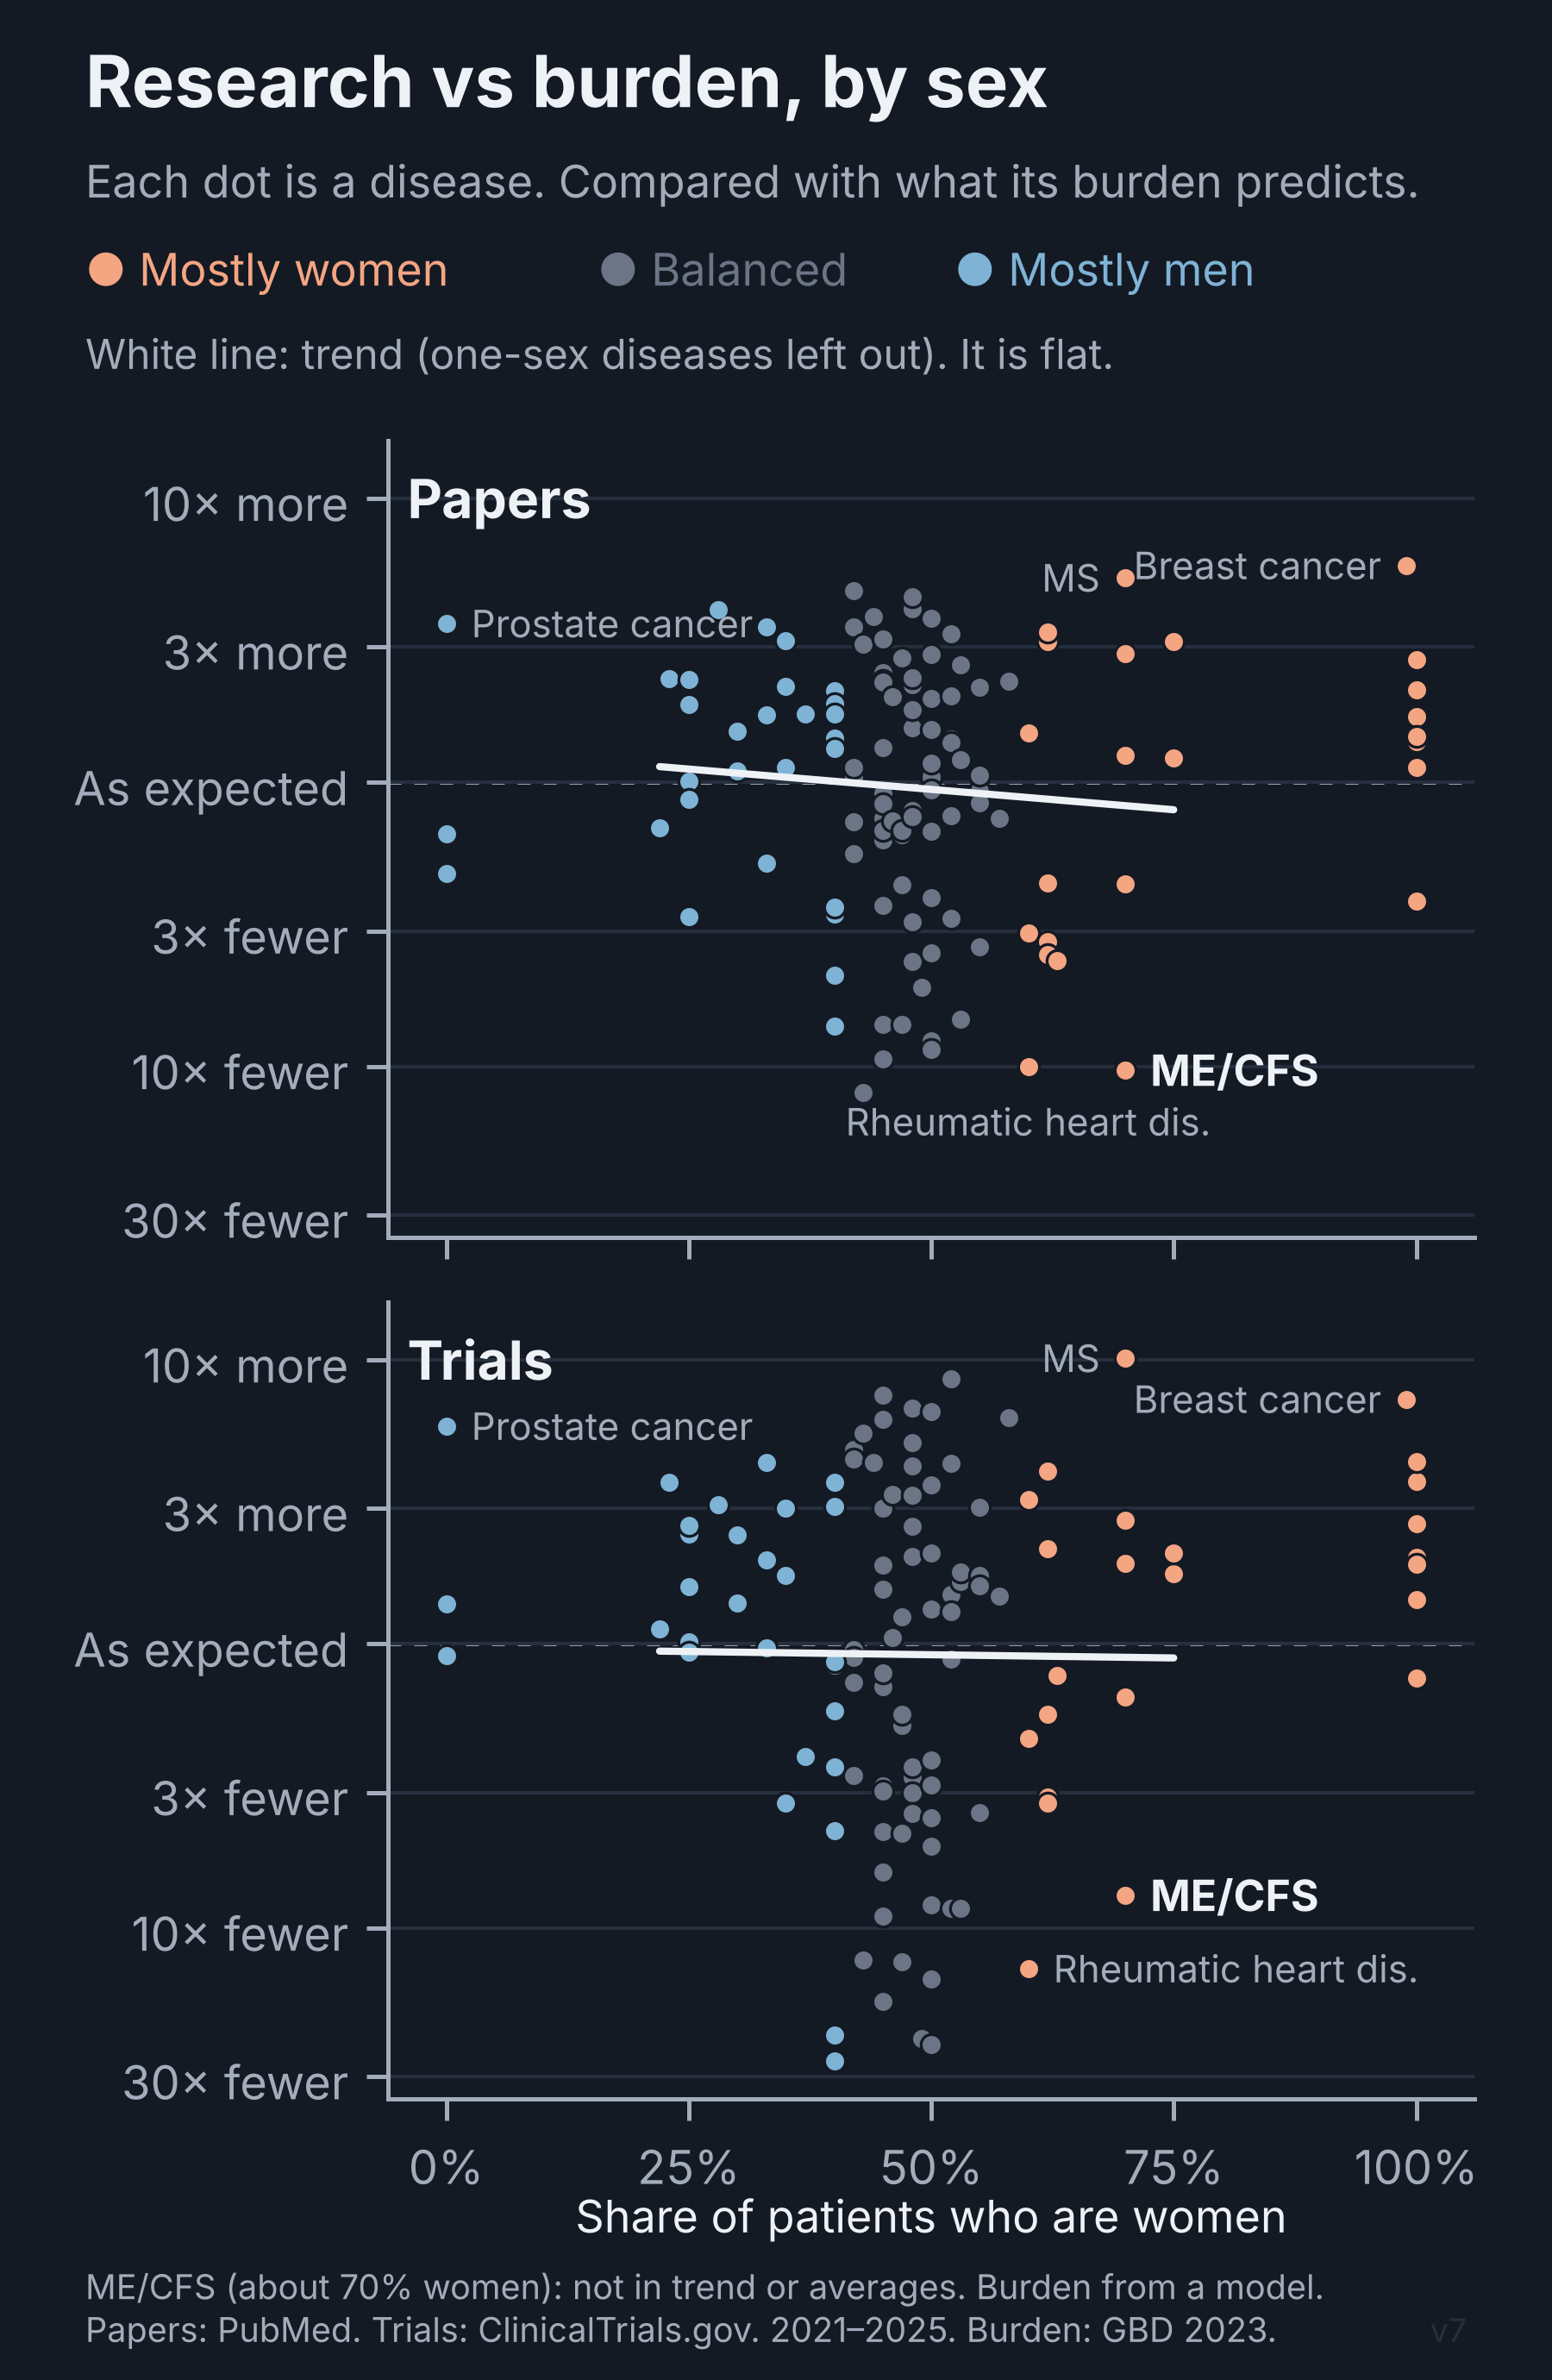 Research vs burden, by sex
Each dot is a disease. Compared with what its burden predicts.
Mostly women Balanced Mostly men
White line: trend (one-sex diseases left out). It is flat.
Papers
10× more
MS
Breast cancer
Prostate cancer
3× more
As expected
3× fewer
10× fewer
ME/CFS
Rheumatic heart dis.
30× fewer
Trials
10× more
MS
Breast cancer
Prostate cancer
3× more
As expected
3× fewer
ME/CFS
10× fewer
Rheumatic heart dis.
30× fewer
0% 25% 50% 75% 100%
Share of patients who are women
ME/CFS (about 70% women): not in trend or averages. Burden from a model.
Papers: PubMed. Trials: ClinicalTrials.gov. 2021–2025. Burden: GBD 2023.
v7